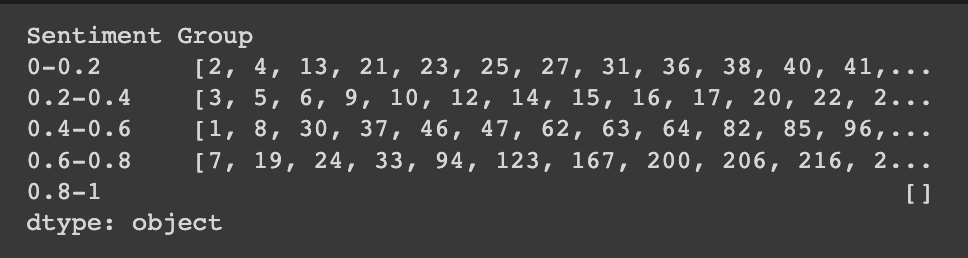 Sentiment Group
0-0.2      [2, 4, 13, 21, 23, 25, 27, 31, 36, 38, 40, 41,...
0.2-0.4    [3, 5, 6, 9, 10, 12, 14, 15, 16, 17, 20, 22, 2...
0.4-0.6    [1, 8, 30, 37, 46, 47, 62, 63, 64, 82, 85, 96,...
0.6-0.8    [7, 19, 24, 33, 94, 123, 167, 200, 206, 216, 2...
0.8-1                                                     []
dtype: object